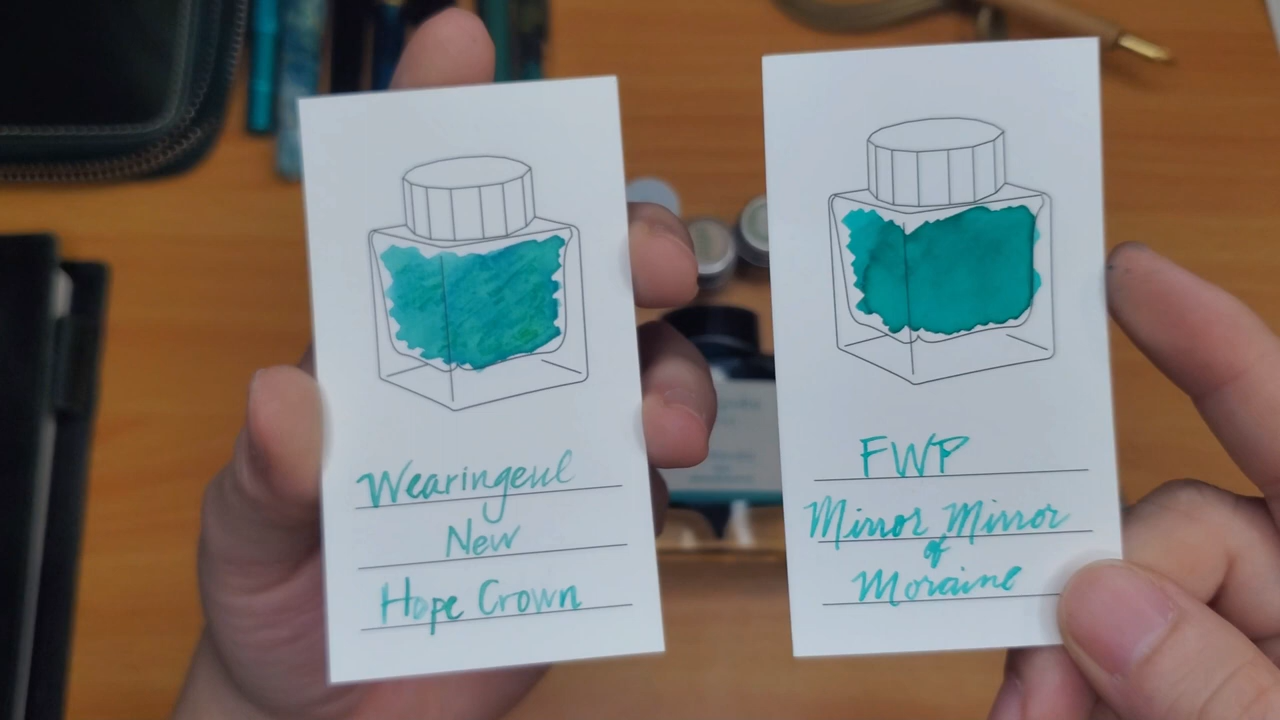 Wearingeul
New
Hope Crown
FWP
Mirror Mirror
of
Moraine